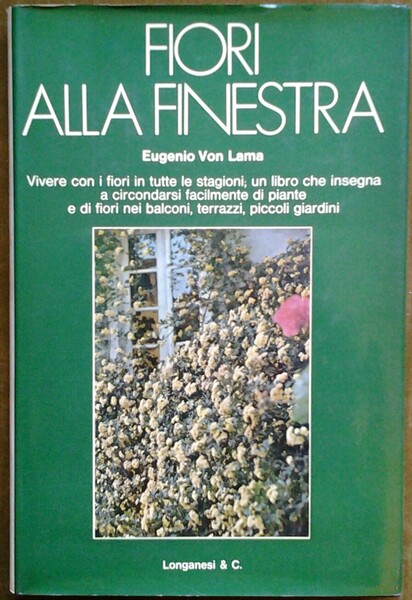 FIORI
ALLA FINESTRA
Eugenio Von Lama
Vivere con i fiori in tutte le stagioni; un libro che insegna
a circondarsi facilmente di piante
e di fiori nei balconi, terrazzi, piccoli giardini
Longanesi & C.